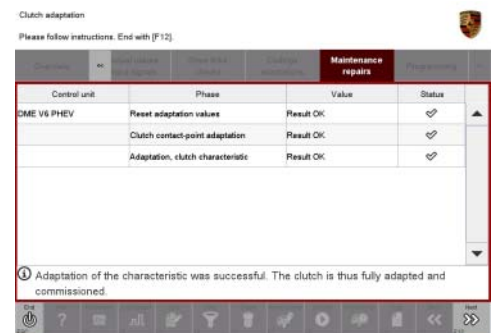 Clutch adaptation
Please follow instructions. End with [F12].
Overview
<<
Maintenance
repairs
Programming
Control unit Phase Value Status
DME V6 PHEV Reset adaptation values Result OK
Clutch contact-point adaptation Result OK
Adaptation, clutch characteristic Result OK
Adaptation of the characteristic was successful. The clutch is thus fully adapted and
commissioned.